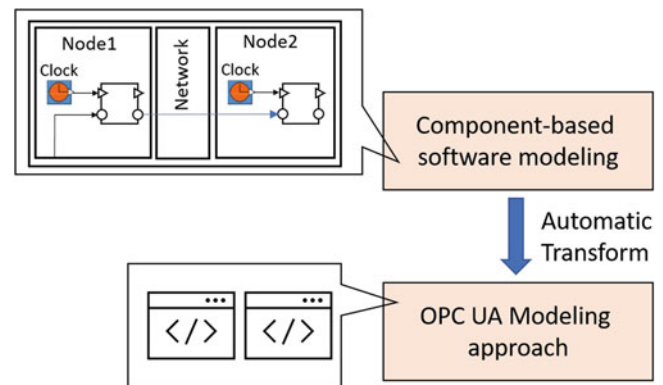 Node1
Node2
Clock
Clock
Network
Component-based
software modeling
Automatic
Transform
</>
</>
OPC UA Modeling
approach